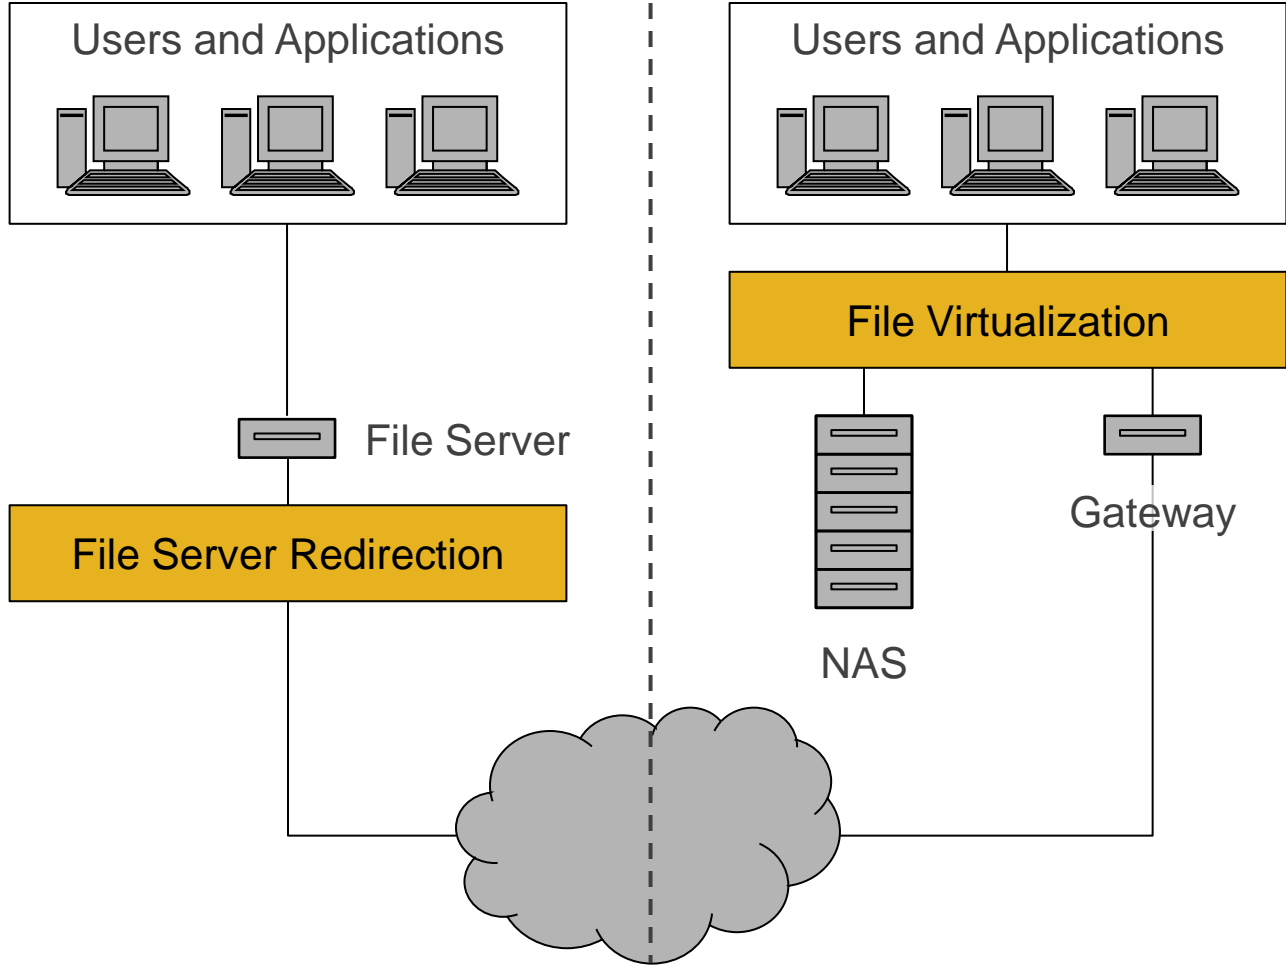 Users and Applications
File Server
File Server Redirection
Users and Applications
File Virtualization
Gateway
NAS